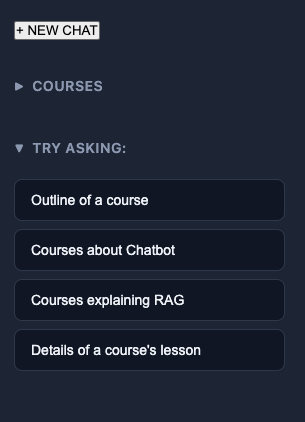 + NEW CHAT
COURSES
TRY ASKING:
Outline of a course
Courses about Chatbot
Courses explaining RAG
Details of a course's lesson